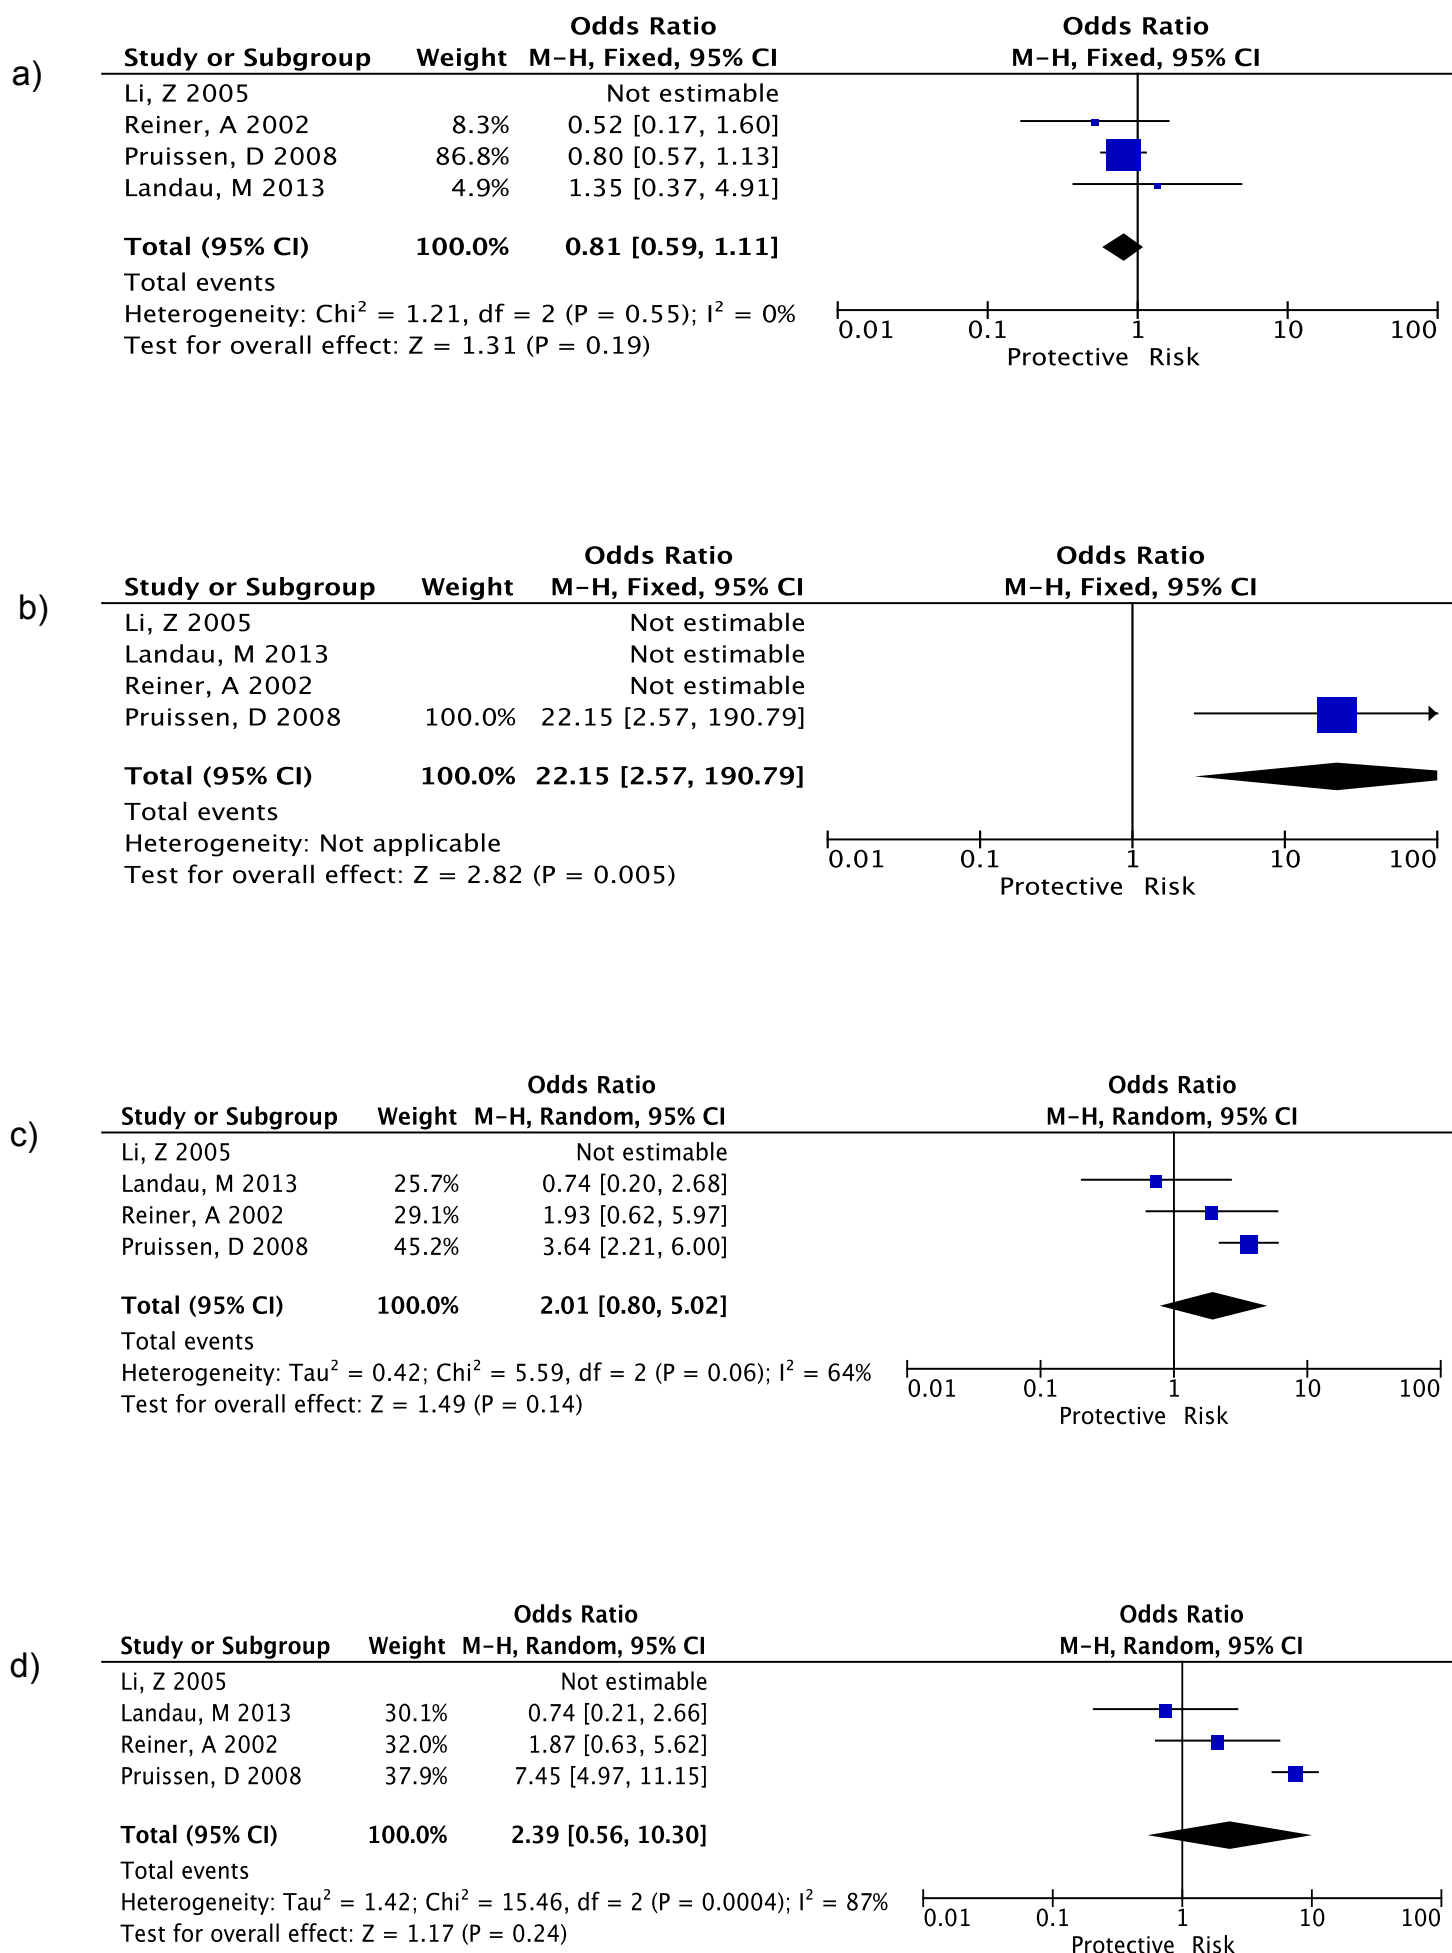 a)
Odds Ratio Odds Ratio
Study or Subgroup Weight M-H, Fixed, 95% CI M-H, Fixed, 95% CI
Li, Z 2005 Not estimable
Reiner, A 2002 8.3% 0.52 [0.17, 1.60]
Pruissen, D 2008 86.8% 0.80 [0.57, 1.13]
Landau, M 2013 4.9% 1.35 [0.37, 4.91]
Total (95% CI) 100.0% 0.81 [0.59, 1.11]
Total events
Heterogeneity: Chi² = 1.21, df = 2 (P = 0.55); I² = 0%
Test for overall effect: Z = 1.31 (P = 0.19)
0.01 0.1 1 10 100
Protective Risk
b)
Odds Ratio Odds Ratio
Study or Subgroup Weight M-H, Fixed, 95% CI M-H, Fixed, 95% CI
Li, Z 2005 Not estimable
Landau, M 2013 Not estimable
Reiner, A 2002 Not estimable
Pruissen, D 2008 100.0% 22.15 [2.57, 190.79]
Total (95% CI) 100.0% 22.15 [2.57, 190.79]
Total events
Heterogeneity: Not applicable
Test for overall effect: Z = 2.82 (P = 0.005)
0.01 0.1 1 10 100
Protective Risk
c)
Odds Ratio Odds Ratio
Study or Subgroup Weight M-H, Random, 95% CI M-H, Random, 95% CI
Li, Z 2005 Not estimable
Landau, M 2013 25.7% 0.74 [0.20, 2.68]
Reiner, A 2002 29.1% 1.93 [0.62, 5.97]
Pruissen, D 2008 45.2% 3.64 [2.21, 6.00]
Total (95% CI) 100.0% 2.01 [0.80, 5.02]
Total events
Heterogeneity: Tau² = 0.42; Chi² = 5.59, df = 2 (P = 0.06); I² = 64%
Test for overall effect: Z = 1.49 (P = 0.14)
0.01 0.1 1 10 100
Protective Risk
d)
Odds Ratio Odds Ratio
Study or Subgroup Weight M-H, Random, 95% CI M-H, Random, 95% CI
Li, Z 2005 Not estimable
Landau, M 2013 30.1% 0.74 [0.21, 2.66]
Reiner, A 2002 32.0% 1.87 [0.63, 5.62]
Pruissen, D 2008 37.9% 7.45 [4.97, 11.15]
Total (95% CI) 100.0% 2.39 [0.56, 10.30]
Total events
Heterogeneity: Tau² = 1.42; Chi² = 15.46, df = 2 (P = 0.0004); I² = 87%
Test for overall effect: Z = 1.17 (P = 0.24)
0.01 0.1 1 10 100
Protective Risk